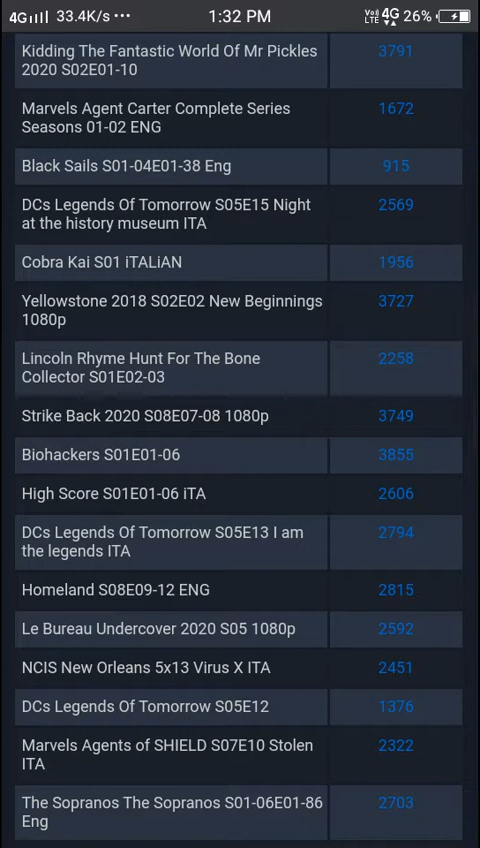 4G 33.4K/s ••• 1:32 PM VoLTE 4G 26%
Kidding The Fantastic World Of Mr Pickles 3791
2020 S02E01-10
Marvels Agent Carter Complete Series 1672
Seasons 01-02 ENG
Black Sails S01-04E01-38 Eng 915
DCs Legends Of Tomorrow S05E15 Night 2569
at the history museum ITA
Cobra Kai S01 iTALiAN 1956
Yellowstone 2018 S02E02 New Beginnings 3727
1080p
Lincoln Rhyme Hunt For The Bone 2258
Collector S01E02-03
Strike Back 2020 S08E07-08 1080p 3749
Biohackers S01E01-06 3855
High Score S01E01-06 iTA 2606
DCs Legends Of Tomorrow S05E13 I am 2794
the legends ITA
Homeland S08E09-12 ENG 2815
Le Bureau Undercover 2020 S05 1080p 2592
NCIS New Orleans 5x13 Virus X ITA 2451
DCs Legends Of Tomorrow S05E12 1376
Marvels Agents of SHIELD S07E10 Stolen 2322
ITA
The Sopranos The Sopranos S01-06E01-86 2703
Eng